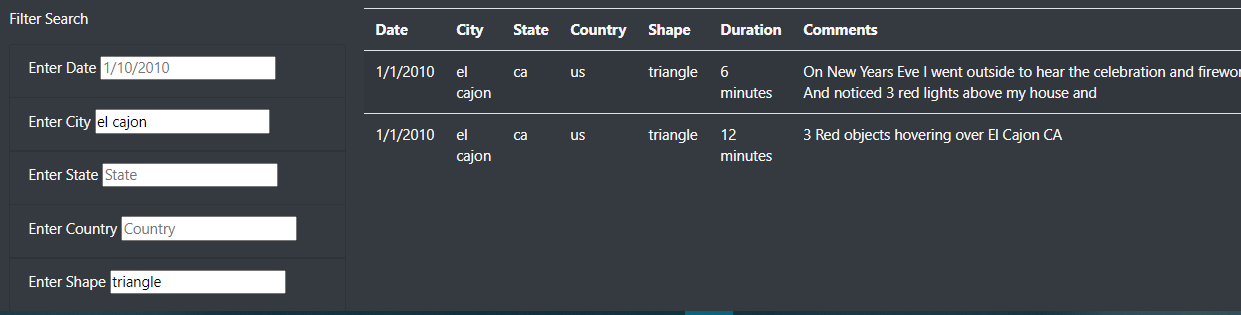 Filter Search
Enter Date 1/10/2010
Enter City el cajon
Enter State State
Enter Country Country
Enter Shape triangle
Date City State Country Shape Duration Comments
1/1/2010 el ca us triangle 6 On New Years Eve I went outside to hear the celebration and
cajon minutes And noticed 3 red lights above my house and
1/1/2010 el ca us triangle 12 3 Red objects hovering over El Cajon CA
cajon minutes